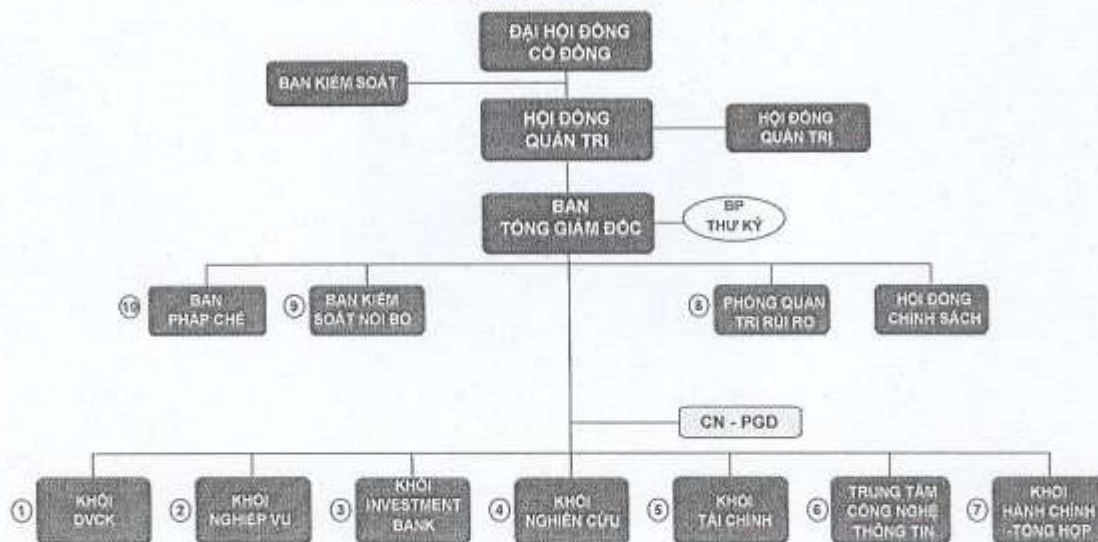 ĐẠI HỘI ĐỒNG
CỔ ĐÔNG
BAN KIỂM SOÁT
HỘI ĐỒNG
QUẢN TRỊ
HỘI ĐỒNG
QUẢN TRỊ
BAN
TỔNG GIÁM ĐỐC
BP
THƯ KÝ
10
BAN
PHÁP CHẾ
9
BAN KIỂM
SOÁT NỘI BỘ
8
PHÒNG QUẢN
TRỊ RỦI RO
HỘI ĐỒNG
CHÍNH SÁCH
CN - PGD
1
KHỐI
DVCK
2
KHỐI
NGHIỆP VỤ
3
KHỐI
INVESTMENT
BANK
4
KHỐI
NGHIÊN CỨU
5
KHỐI
TÀI CHÍNH
6
TRUNG TÂM
CÔNG NGHỆ
THÔNG TIN
7
KHỐI
HÀNH CHÍNH
-TỔNG HỢP